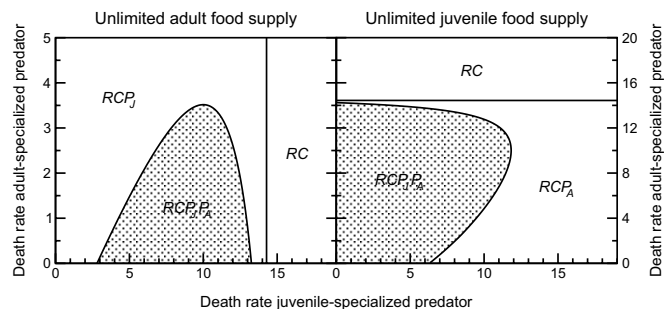 Unlimited adult food supply
Unlimited juvenile food supply
Death rate adult-specialized predator
5
4
3
2
1
0
RCP_J
RCP_JP_A
RC
0 5 10 15
RC
RCP_JP_A
RCP_A
0 5 10 15
20
16
12
8
4
0
Death rate adult-specialized predator
Death rate juvenile-specialized predator